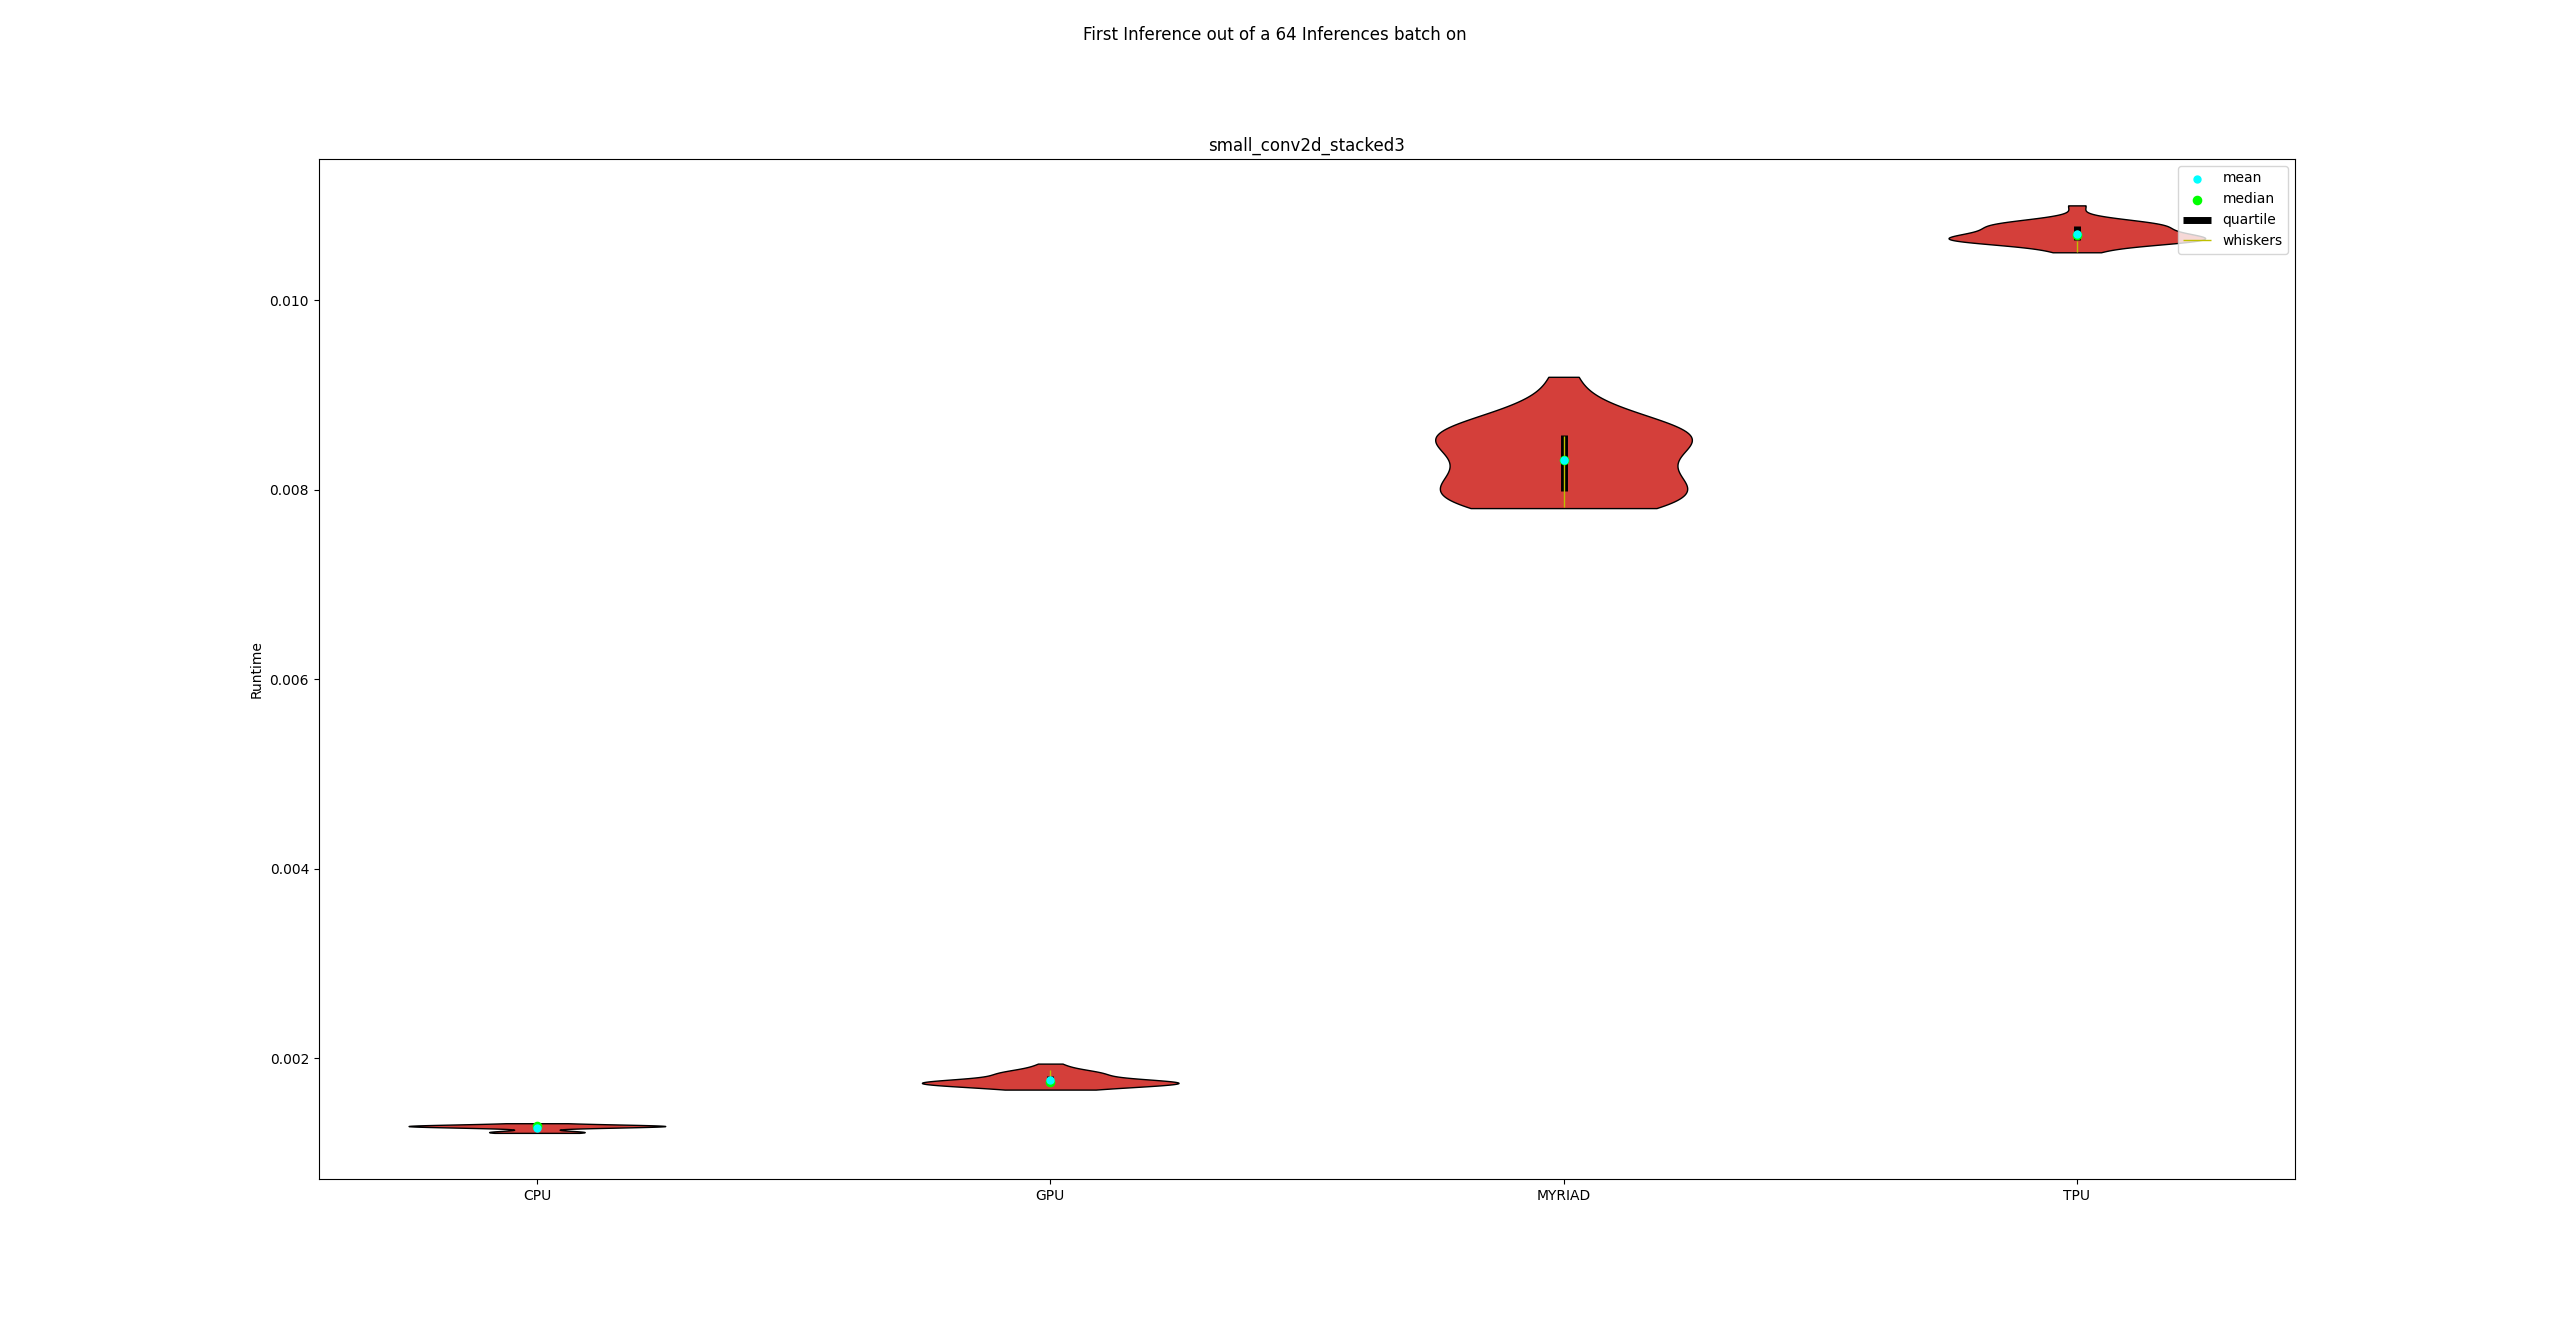 First Inference out of a 64 Inferences batch on
small_conv2d_stacked3
mean
median
quartile
whiskers
0.010
0.008
0.006
0.004
0.002
Runtime
CPU
GPU
MYRIAD
TPU